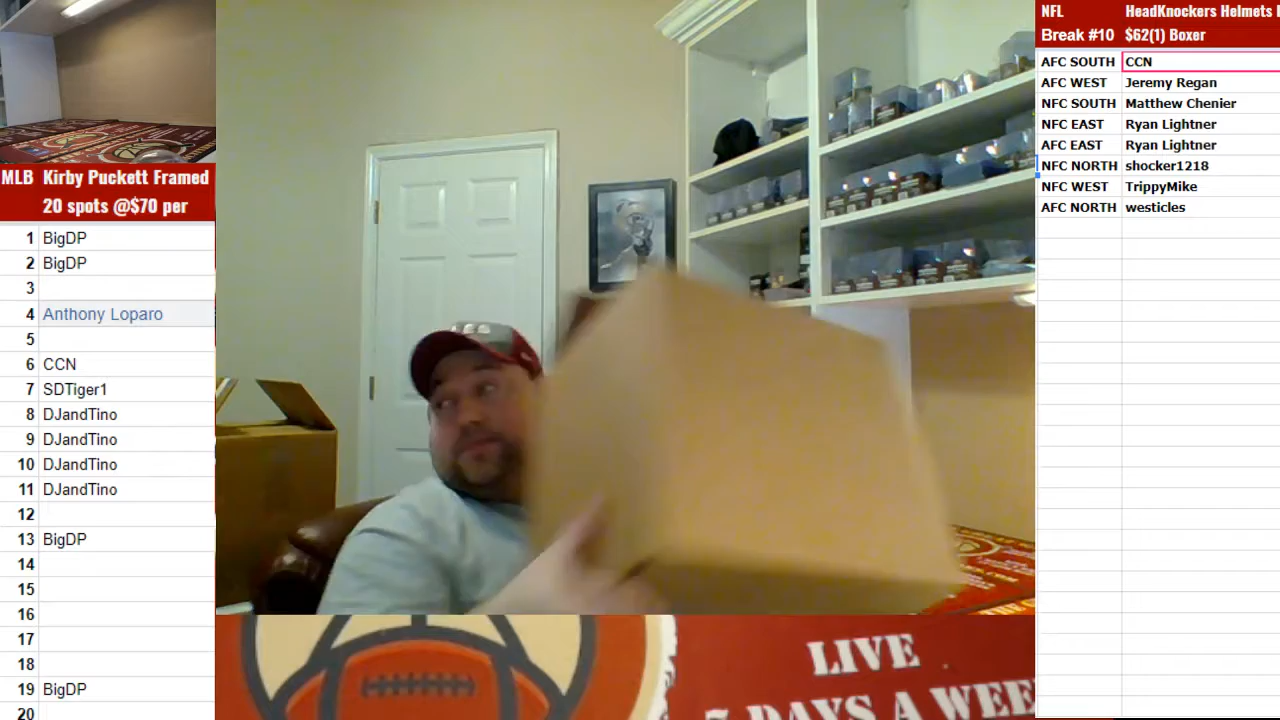 MLB Kirby Puckett Framed
20 spots @$70 per
1 BigDP
2 BigDP
3
4 Anthony Loparo
5
6 CCN
7 SDTiger1
8 DJandTino
9 DJandTino
10 DJandTino
11 DJandTino
12
13 BigDP
14
15
16
17
18
19 BigDP
20
LIVE
7 DAYS A WEE
NFL HeadKnockers Helmets
Break #10 $62(1) Boxer
AFC SOUTH CCN
AFC WEST Jeremy Regan
NFC SOUTH Matthew Chenier
NFC EAST Ryan Lightner
AFC EAST Ryan Lightner
NFC NORTH shocker1218
NFC WEST TrippyMike
AFC NORTH westicles